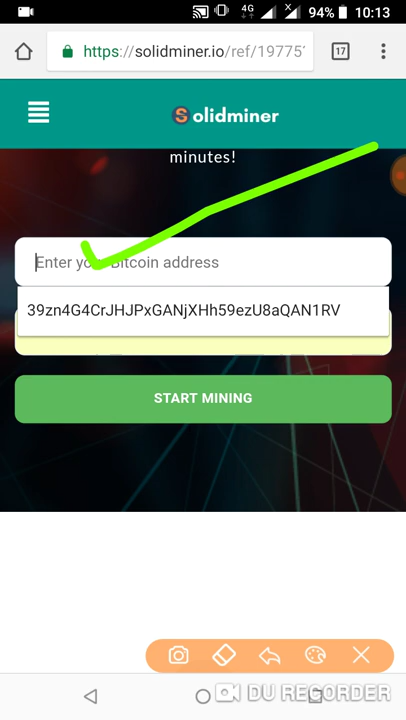 4G
X
94%
10:13
https://solidminer.io/ref/19775
17
Solidminer
minutes!
Enter your Bitcoin address
39zn4G4CrJHJPxGANjXHh59ezU8aQAN1RV
START MINING
DU RECORDER